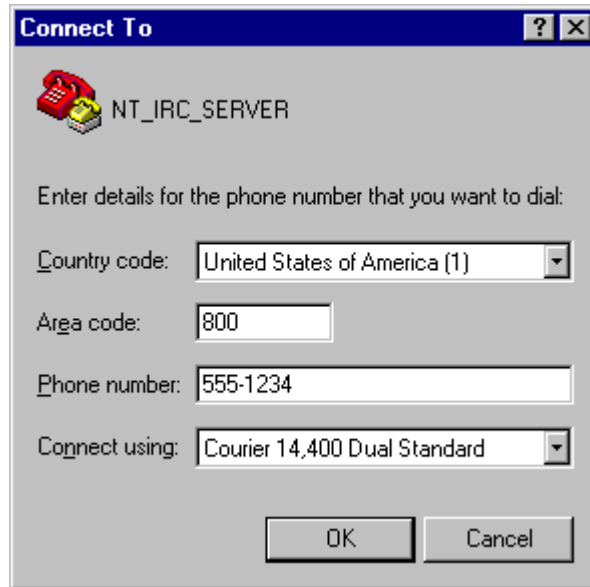 Connect To
NT_IRC_SERVER
Enter details for the phone number that you want to dial:
Country code: United States of America (1)
Area code: 800
Phone number: 555-1234
Connect using: Courier 14,400 Dual Standard
OK Cancel